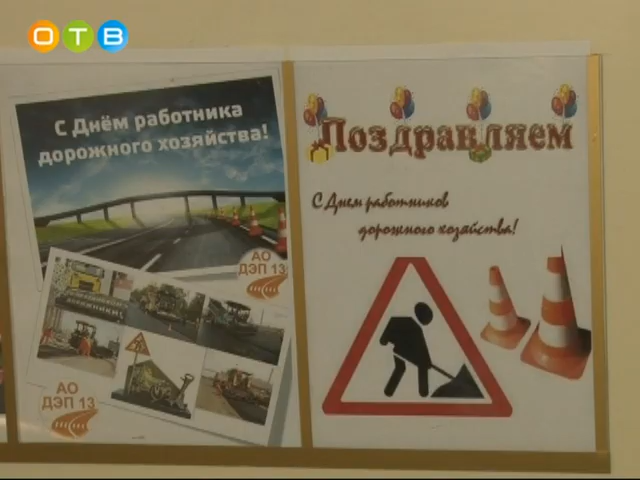 ОТВ
С Днём работника
дорожного хозяйства!
АО
ДЭП 13
АО
ДЭП 13
Поздравляем
С Днем работников
дорожного хозяйства!